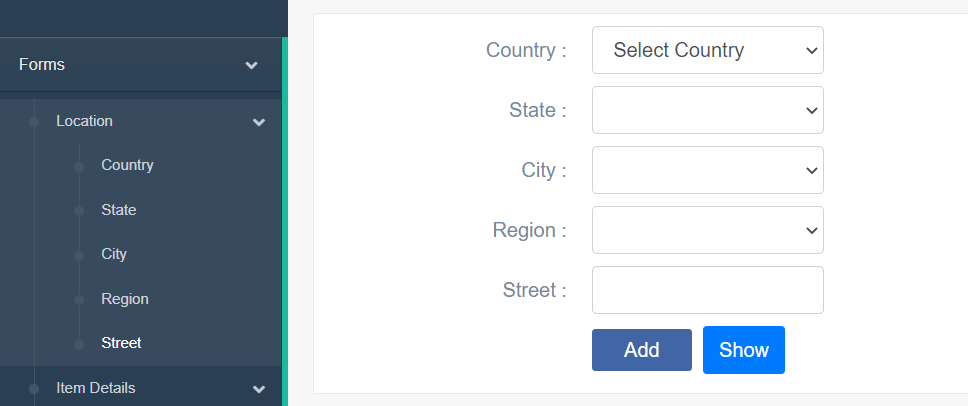 Forms
Location
Country
State
City
Region
Street
Item Details
Country : Select Country
State :
City :
Region :
Street :
Add Show